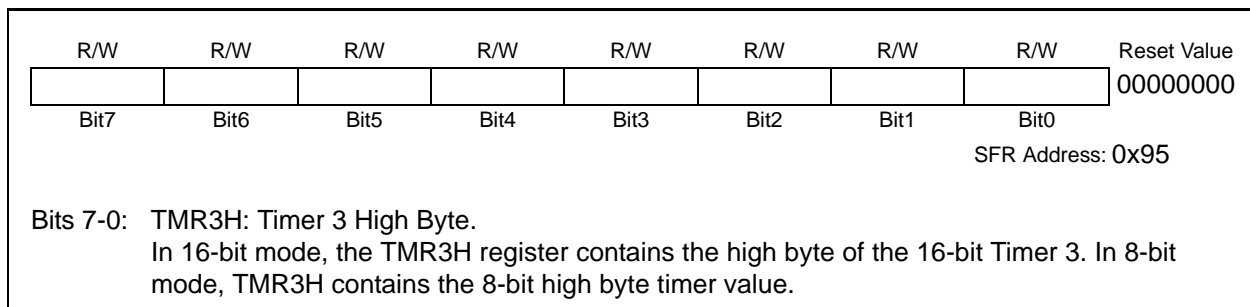 R/W R/W R/W R/W R/W R/W R/W R/W Reset Value
00000000
Bit7 Bit6 Bit5 Bit4 Bit3 Bit2 Bit1 Bit0
SFR Address: 0x95
Bits 7-0: TMR3H: Timer 3 High Byte.
In 16-bit mode, the TMR3H register contains the high byte of the 16-bit Timer 3. In 8-bit
mode, TMR3H contains the 8-bit high byte timer value.